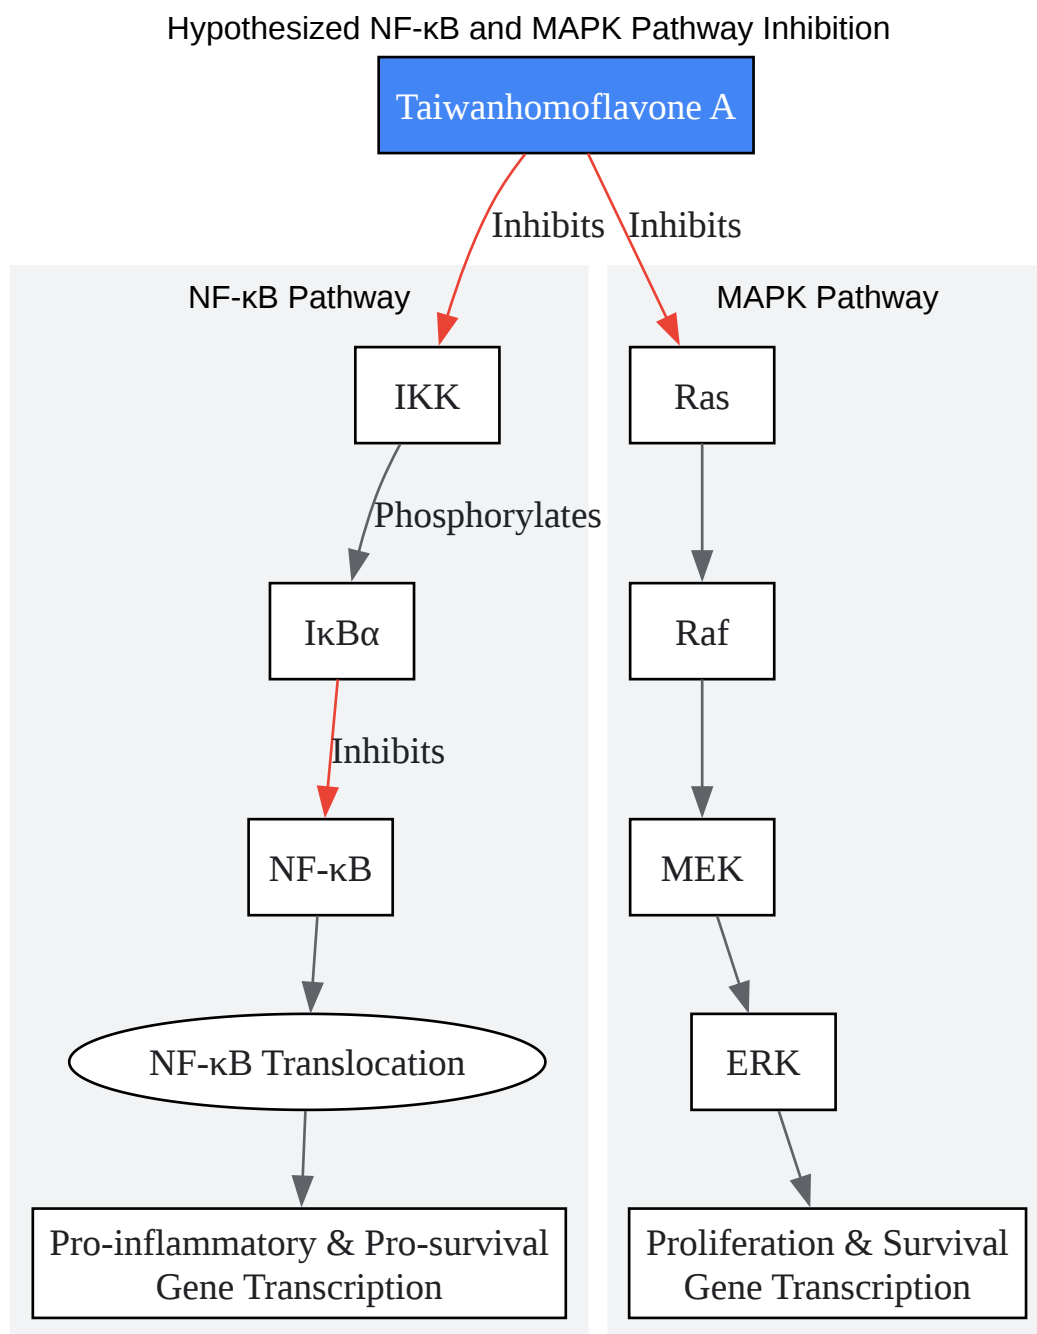 Hypothesized NF-κB and MAPK Pathway Inhibition
Taiwanhomoflavone A
Inhibits
Inhibits
NF-κB Pathway
IKK
Phosphorylates
IκBα
Inhibits
NF-κB
NF-κB Translocation
Pro-inflammatory & Pro-survival
Gene Transcription
MAPK Pathway
Ras
Raf
MEK
ERK
Proliferation & Survival
Gene Transcription